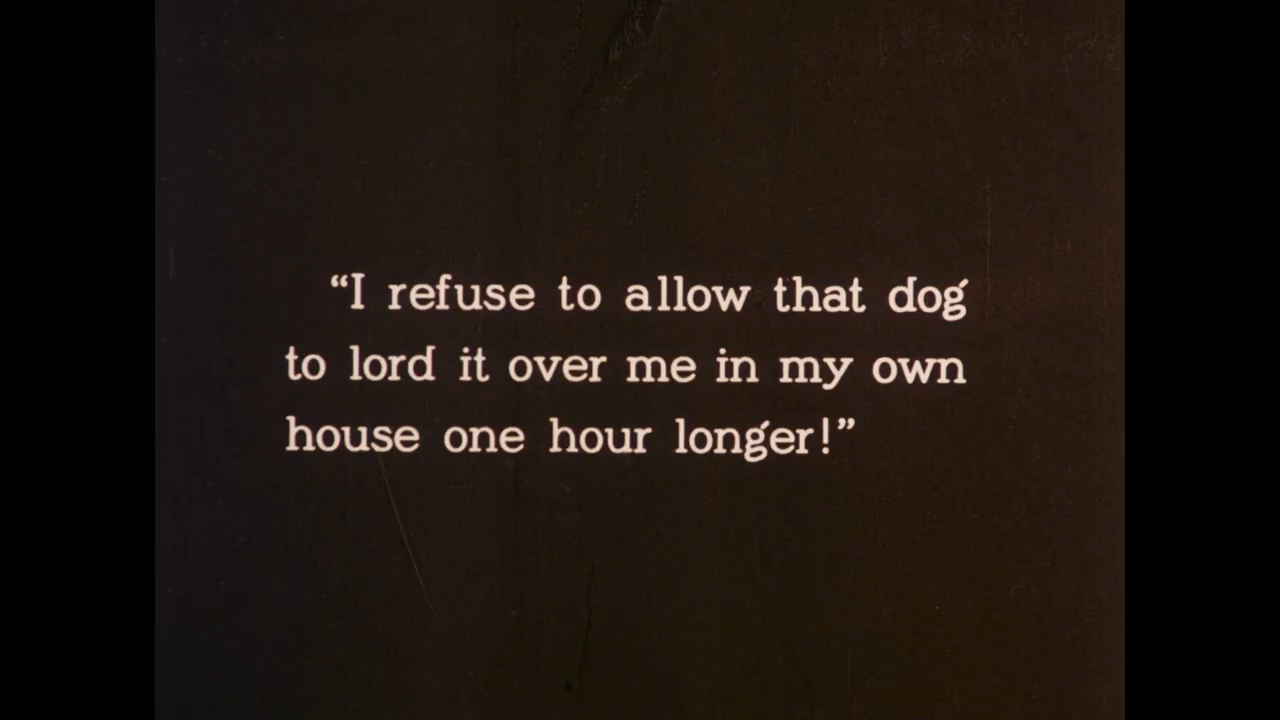 “I refuse to allow that dog
to lord it over me in my own
house one hour longer!”